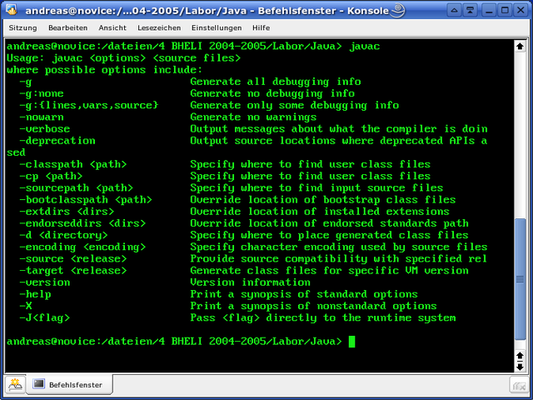 andreas@novice:/...04-2005/Labor/Java - Befehlsfenster - Konsole
Sitzung Bearbeiten Ansicht Lesezeichen Einstellungen Hilfe
andreas@novice:/dateien/4 BHELI 2004-2005/Labor/Java> javac
Usage: javac <options> <source files>
where possible options include:
-g Generate all debugging info
-g:none Generate no debugging info
-g:{lines,vars,source} Generate only some debugging info
-nowarn Generate no warnings
-verbose Output messages about what the compiler is doin
-deprecation Output source locations where deprecated APIs a
sed
-classpath <path> Specify where to find user class files
-cp <path> Specify where to find user class files
-sourcepath <path> Specify where to find input source files
-bootclasspath <path> Override location of bootstrap class files
-extdirs <dirs> Override location of installed extensions
-endorseddirs <dirs> Override location of endorsed standards path
-d <directory> Specify where to place generated class files
-encoding <encoding> Specify character encoding used by source files
-source <release> Provide source compatibility with specified rel
-target <release> Generate class files for specific VM version
-version Version information
-help Print a synopsis of standard options
-X Print a synopsis of nonstandard options
-J<flag> Pass <flag> directly to the runtime system
andreas@novice:/dateien/4 BHELI 2004-2005/Labor/Java>
Befehlsfenster